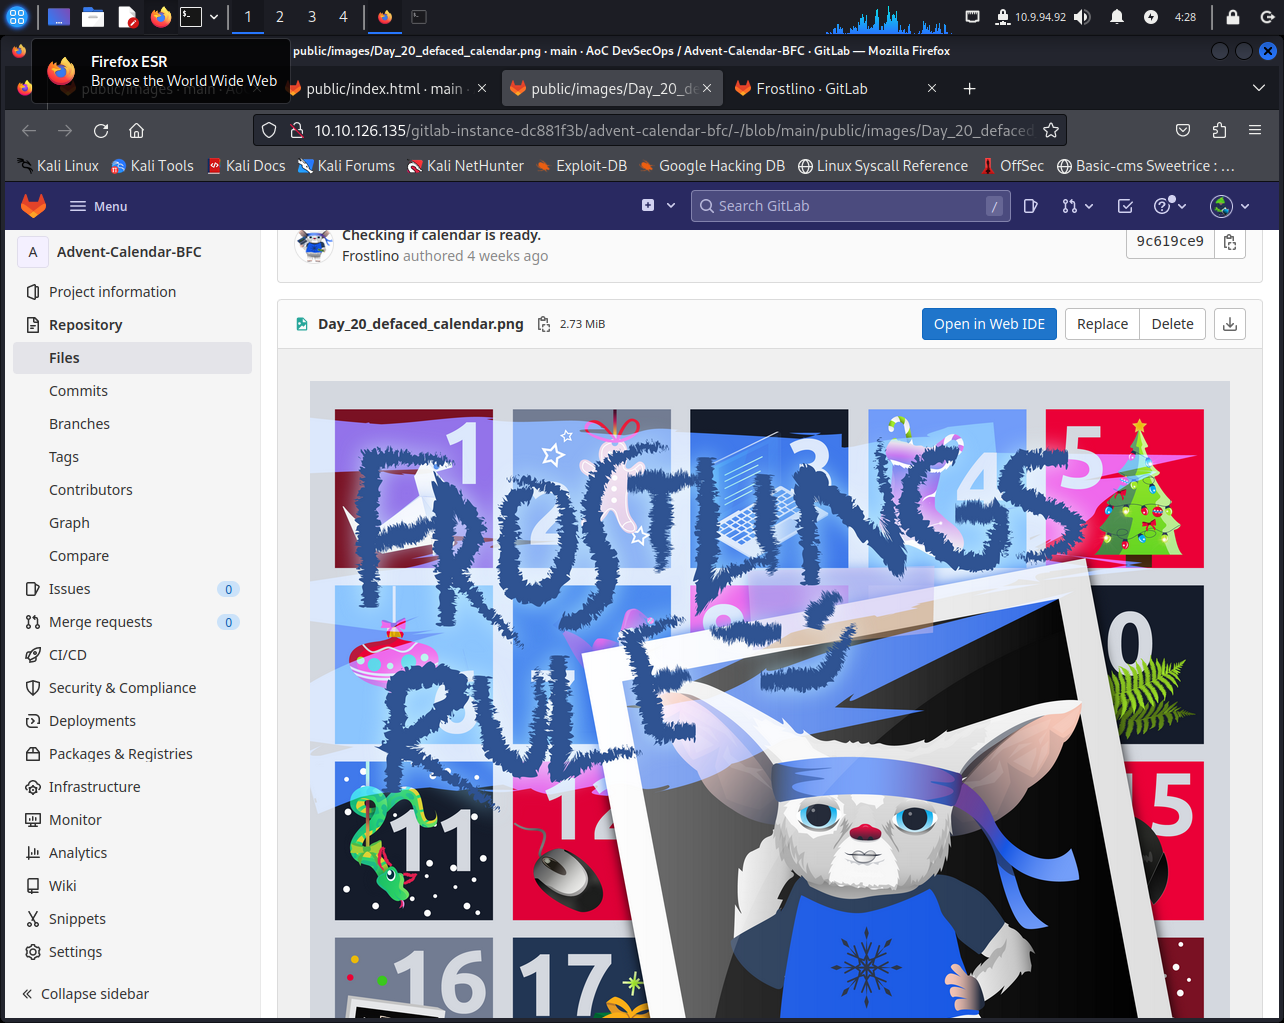 1 2 3 4
10.9.94.92 4:28
public/images/Day_20_defaced_calendar.png · main · AoC DevSecOps / Advent-Calendar-BFC · GitLab — Mozilla Firefox
Firefox ESR
Browse the World Wide Web
public/images · main · Ao
public/index.html · main
public/images/Day_20_de
Frostlino · GitLab
10.10.126.135/gitlab-instance-dc881f3b/advent-calendar-bfc/-/blob/main/public/images/Day_20_defaced
Kali Linux Kali Tools Kali Docs Kali Forums Kali NetHunter Exploit-DB Google Hacking DB Linux Syscall Reference OffSec Basic-cms Sweetrice : …
Menu
Search GitLab /
A Advent-Calendar-BFC
Project information
Repository
Files
Commits
Branches
Tags
Contributors
Graph
Compare
Issues 0
Merge requests 0
CI/CD
Security & Compliance
Deployments
Packages & Registries
Infrastructure
Monitor
Analytics
Wiki
Snippets
Settings
Collapse sidebar
Checking if calendar is ready.
Frostlino authored 4 weeks ago
9c619ce9
Day_20_defaced_calendar.png 2.73 MiB
Open in Web IDE Replace Delete
1 2 3 4 5
FROSTLINGS
RULES
0
11 12 5
16 17